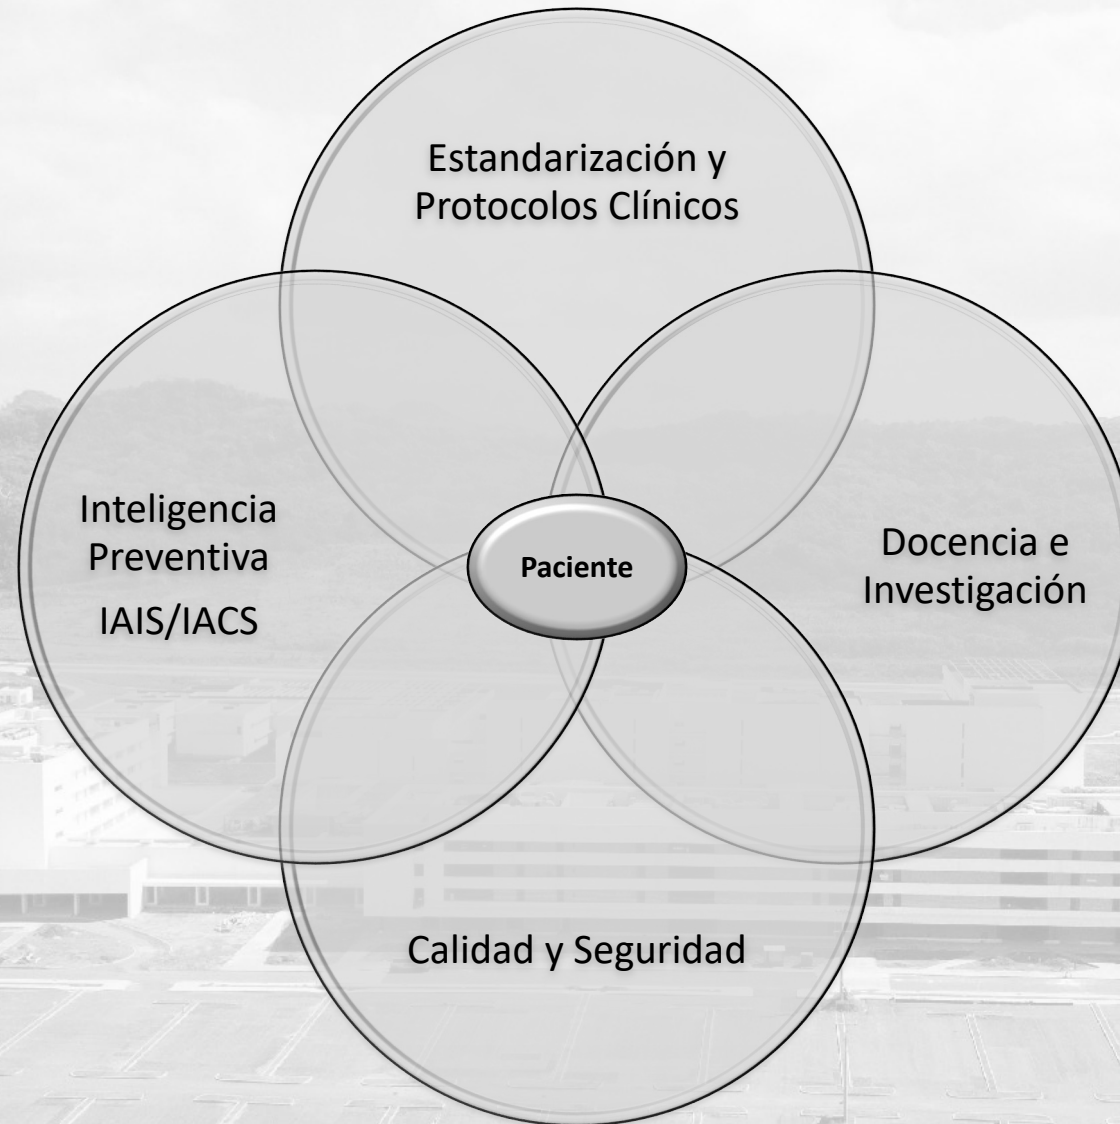 Estandarización y
Protocolos Clínicos
Inteligencia
Preventiva
IAIS/IACS
Paciente
Docencia e
Investigación
Calidad y Seguridad